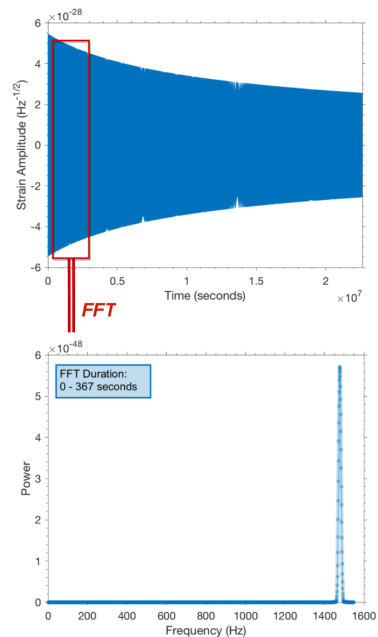 ×10⁻²⁸
6
4
2
0
-2
-4
-6
Strain Amplitude (Hz⁻¹/²)
0 0.5 1 1.5 2
Time (seconds)
×10⁷
FFT
×10⁻⁴⁸
6
5
4
3
2
1
0
Power
FFT Duration:
0 - 367 seconds
0 200 400 600 800 1000 1200 1400 1600
Frequency (Hz)